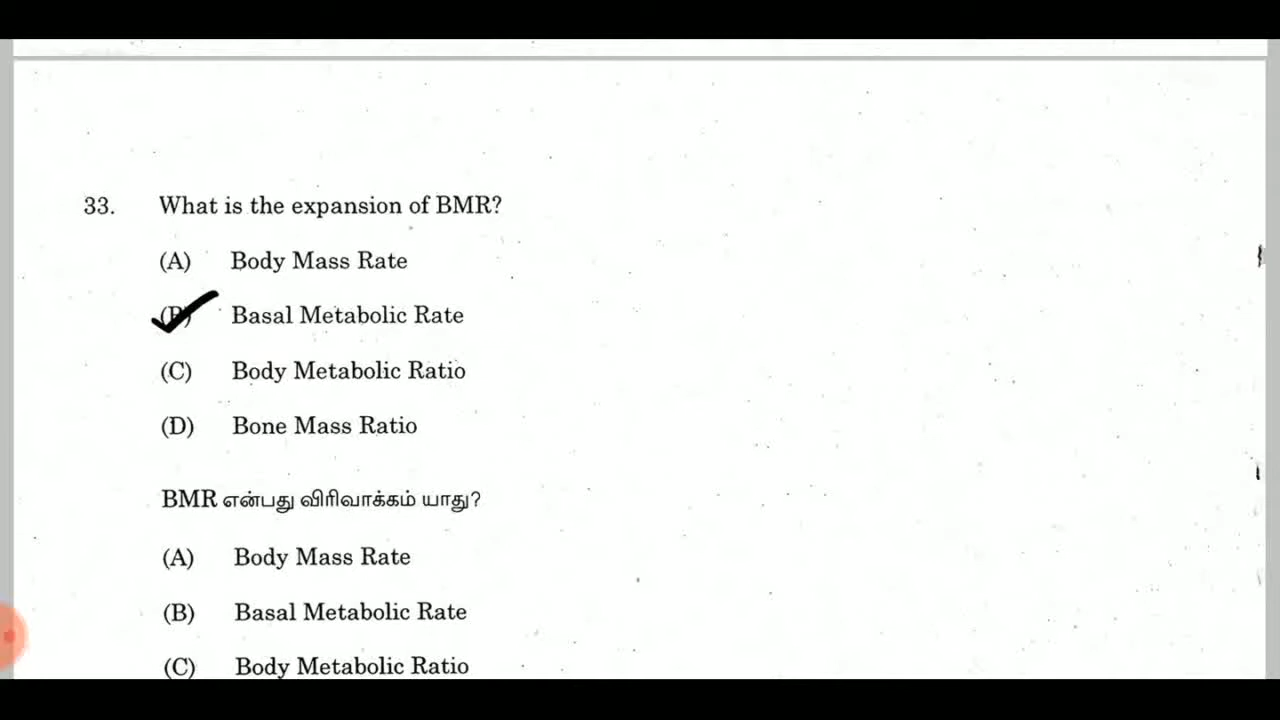 33. What is the expansion of BMR?
(A) Body Mass Rate
(B) Basal Metabolic Rate
(C) Body Metabolic Ratio
(D) Bone Mass Ratio
BMR என்பது விரிவாக்கம் யாது?
(A) Body Mass Rate
(B) Basal Metabolic Rate
(C) Body Metabolic Ratio